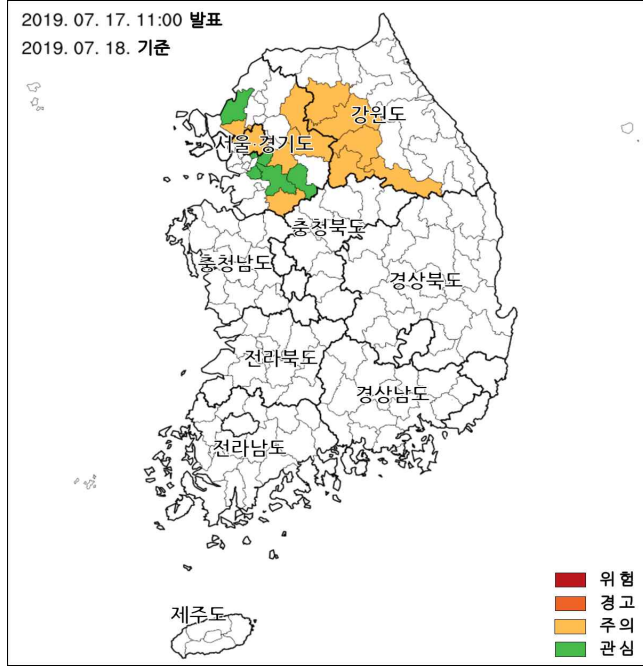 2019. 07. 17. 11:00 발표
2019. 07. 18. 기준
강원도
서울·경기도
충청북도
충청남도
경상북도
전라북도
경상남도
전라남도
제주도
위험
경고
주의
관심